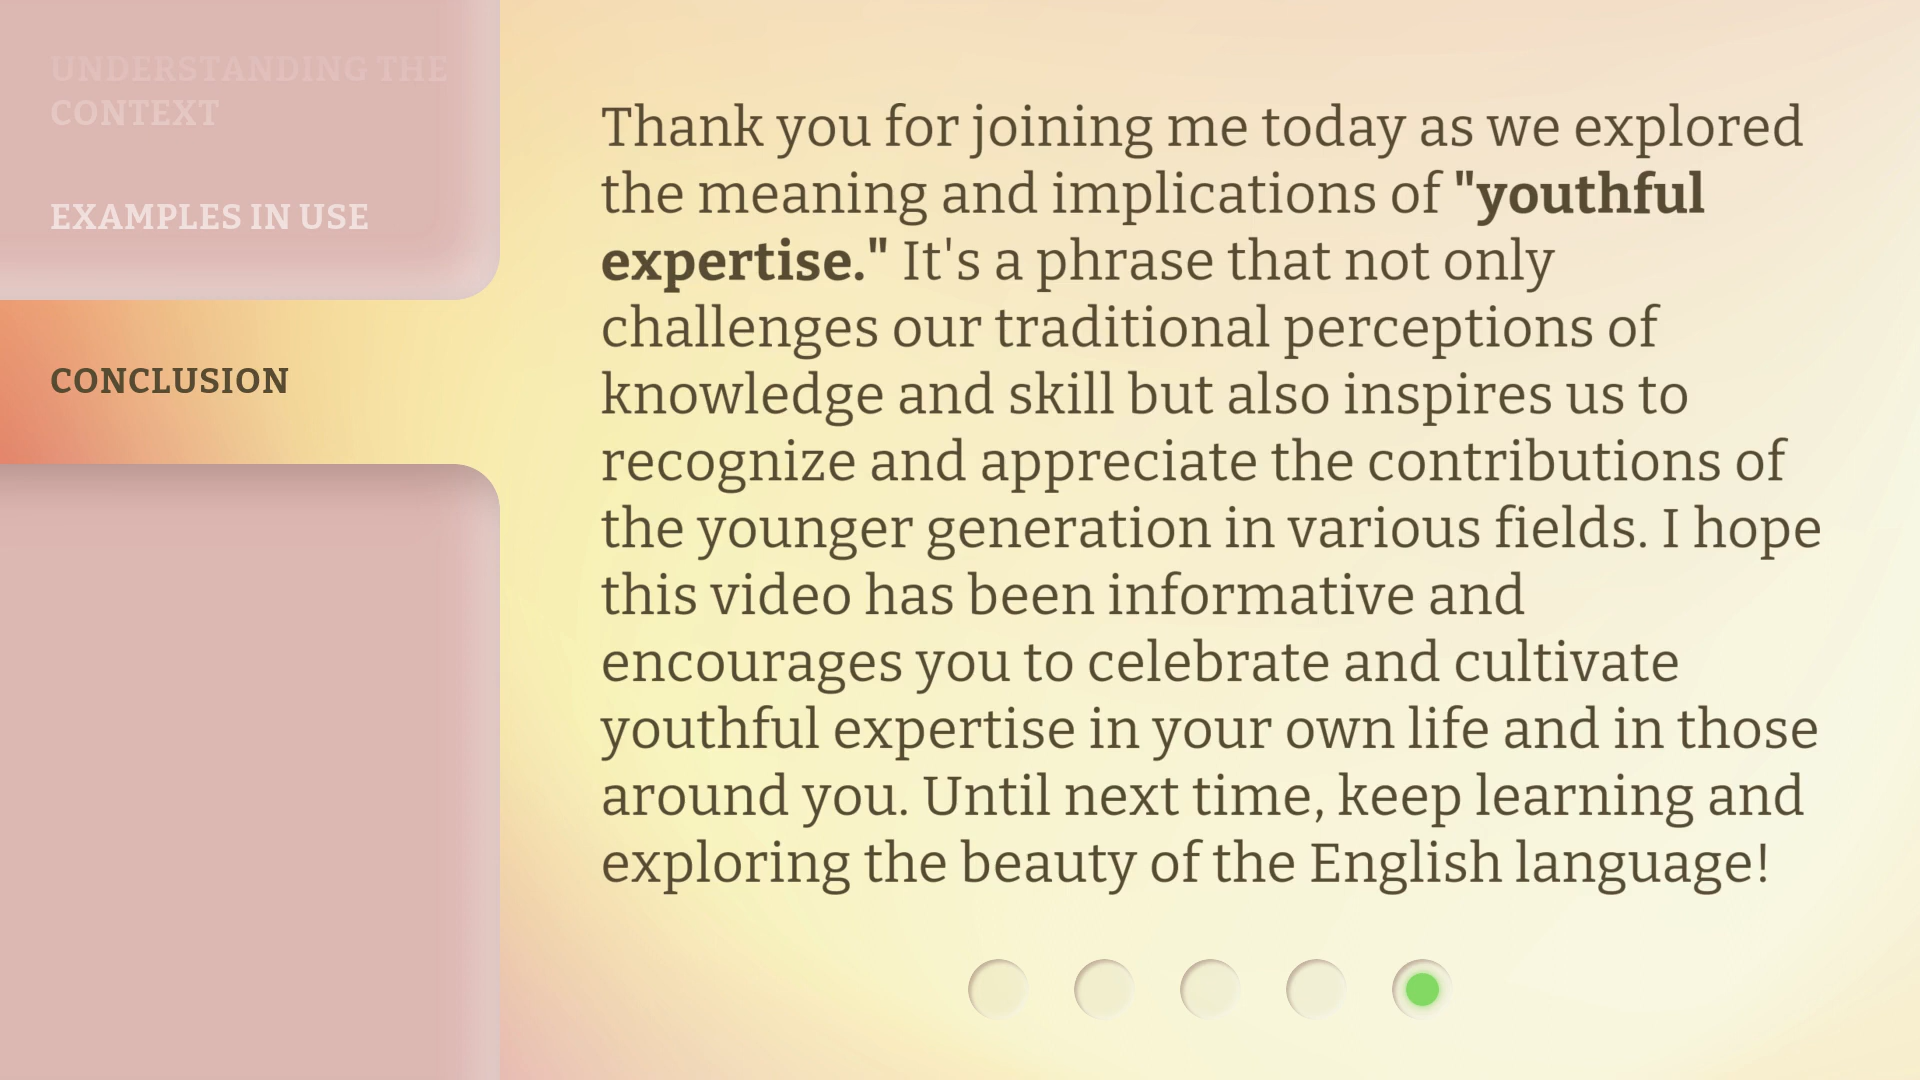 UNDERSTANDING THE
CONTEXT
EXAMPLES IN USE
CONCLUSION
Thank you for joining me today as we explored
the meaning and implications of "youthful
expertise." It's a phrase that not only
challenges our traditional perceptions of
knowledge and skill but also inspires us to
recognize and appreciate the contributions of
the younger generation in various fields. I hope
this video has been informative and
encourages you to celebrate and cultivate
youthful expertise in your own life and in those
around you. Until next time, keep learning and
exploring the beauty of the English language!